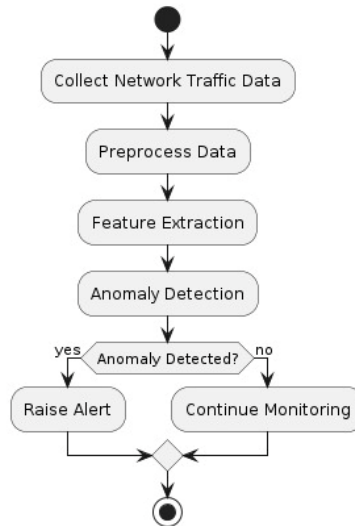 Collect Network Traffic Data
Preprocess Data
Feature Extraction
Anomaly Detection
yes
Anomaly Detected?
no
Raise Alert
Continue Monitoring